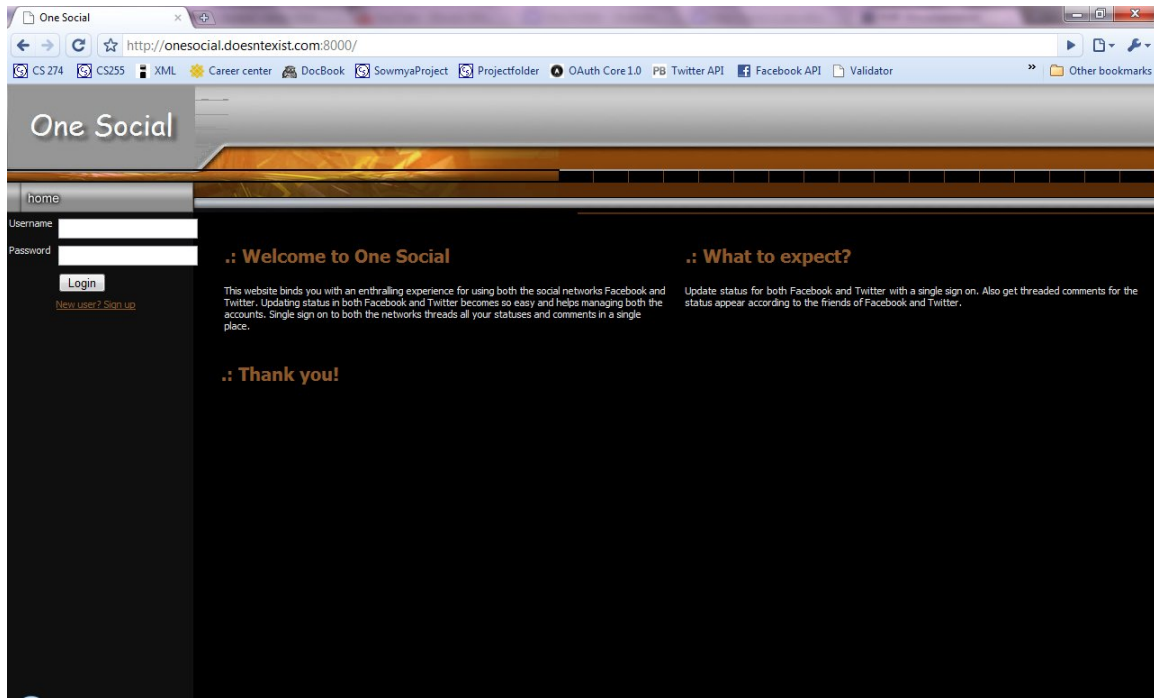 One Social
http://onesocial.doesntexist.com:8000/
CS 274 CS255 XML Career center DocBook SowmyaProject Projectfolder OAuth Core 1.0 PB Twitter API Facebook API Validator » Other bookmarks
One Social
home
Username
Password
Login
New user? Sign up
.: Welcome to One Social
This website binds you with an enthralling experience for using both the social networks Facebook and
Twitter. Updating status in both Facebook and Twitter becomes so easy and helps managing both the
accounts. Single sign on to both the networks threads all your statuses and comments in a single
place.
.: What to expect?
Update status for both Facebook and Twitter with a single sign on. Also get threaded comments for the
status appear according to the friends of Facebook and Twitter.
.: Thank you!